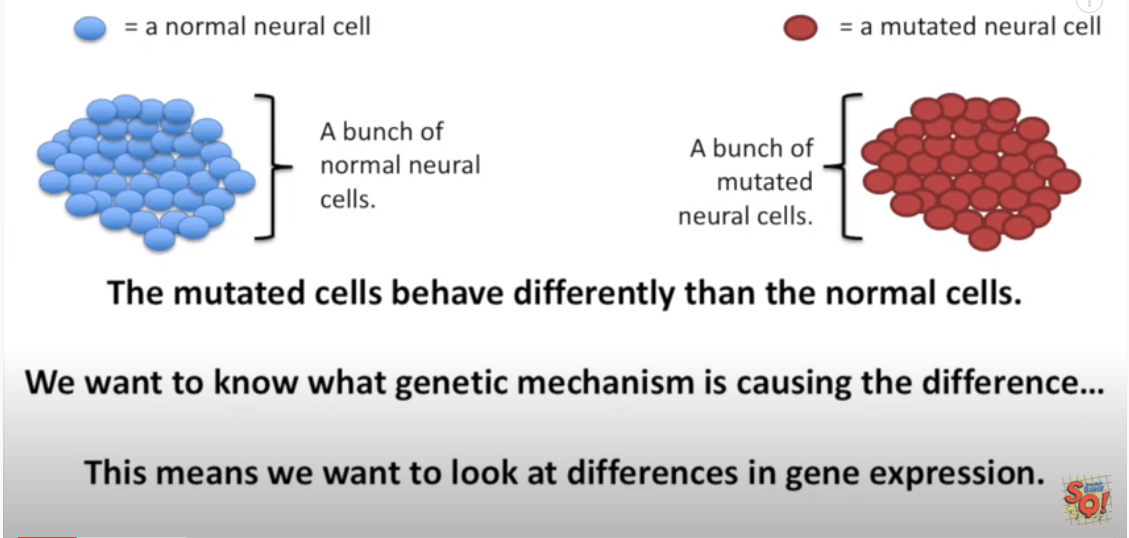 = a normal neural cell
= a mutated neural cell
A bunch of
normal neural
cells.
A bunch of
mutated
neural cells.
The mutated cells behave differently than the normal cells.
We want to know what genetic mechanism is causing the difference...
This means we want to look at differences in gene expression.
SQ!